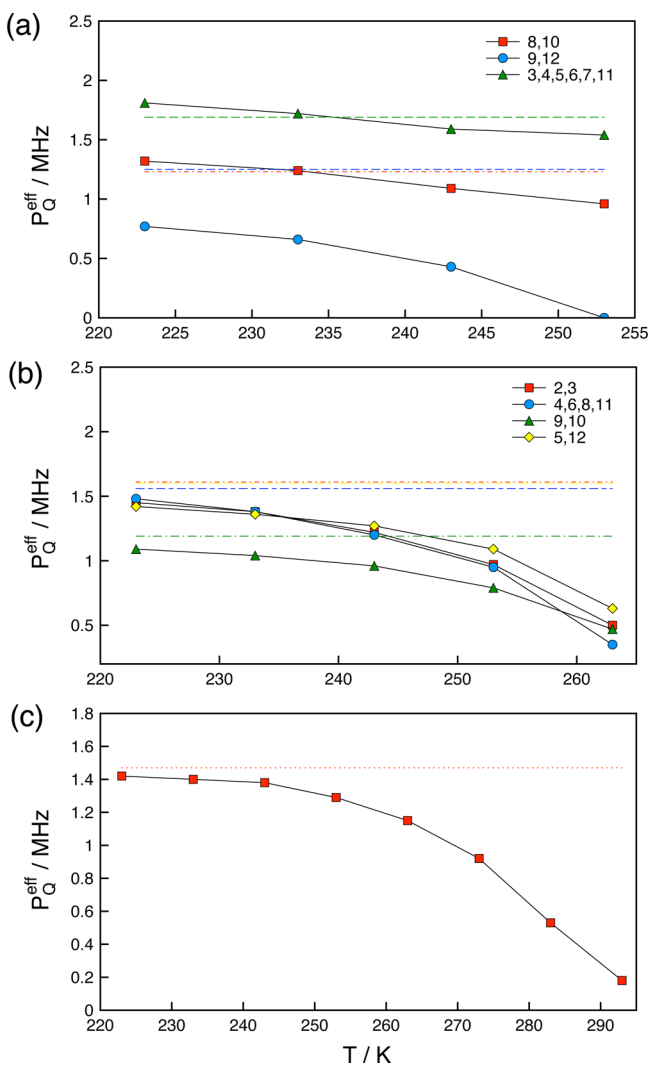 (a)
2.5
2
1.5
1
0.5
0
P_Q^eff / MHz
8,10
9,12
3,4,5,6,7,11
220 225 230 235 240 245 250 255
(b)
2.5
2
1.5
1
0.5
P_Q^eff / MHz
2,3
4,6,8,11
9,10
5,12
220 230 240 250 260
(c)
1.8
1.6
1.4
1.2
1
0.8
0.6
0.4
0.2
0
P_Q^eff / MHz
220 230 240 250 260 270 280 290
T / K